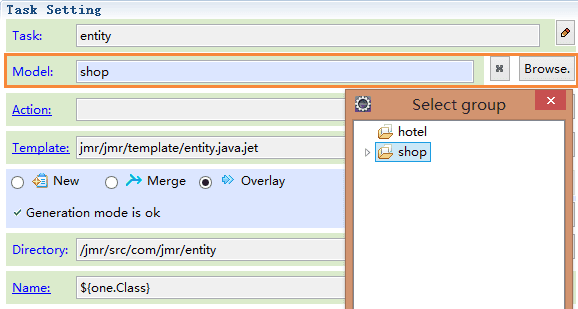 Task Setting
Task: entity
Model: shop Browse.
Select group
hotel
shop
Action:
Template: jmr/jmr/template/entity.java.jet
New Merge Overlay
Generation mode is ok
Directory: /jmr/src/com/jmr/entity
Name: ${one.Class}